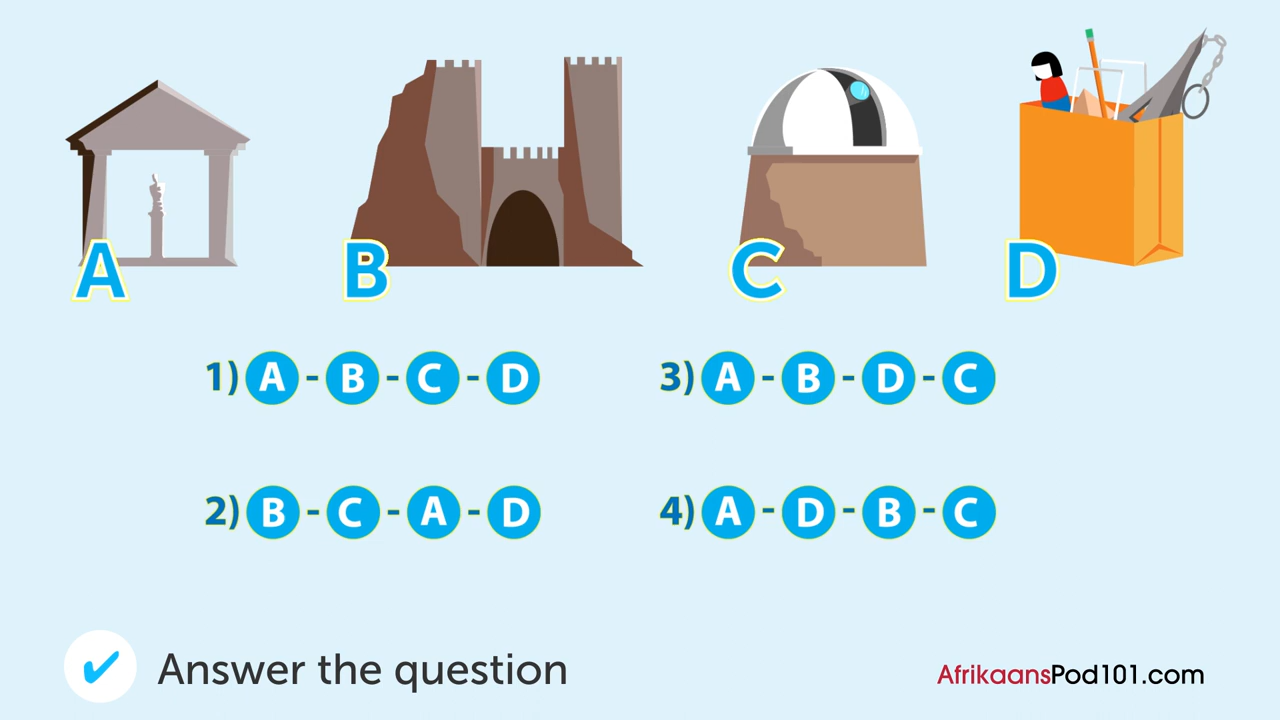 A B C D
1) A - B - C - D
3) A - B - D - C
2) B - C - A - D
4) A - D - B - C
✔ Answer the question
AfrikaansPod101.com